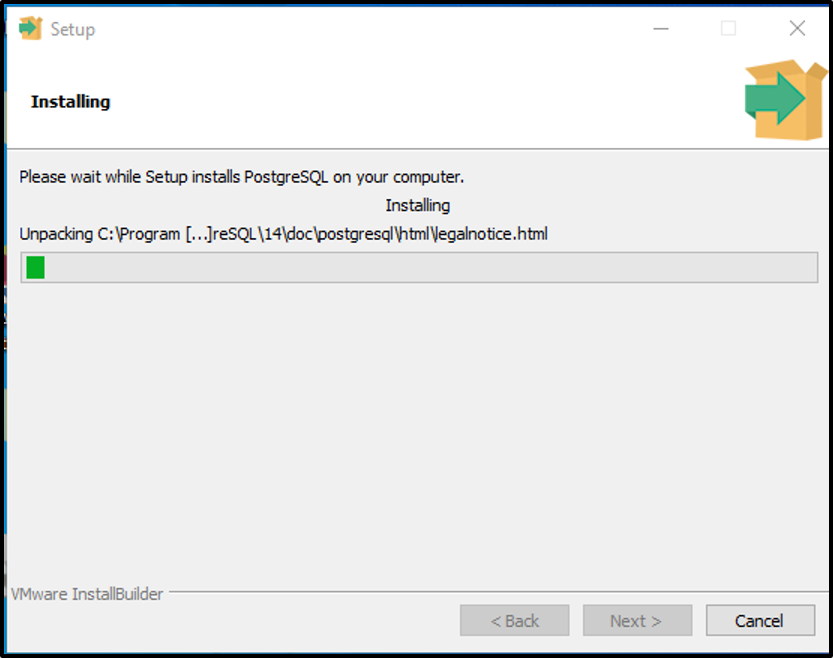 Setup
Installing
Please wait while Setup installs PostgreSQL on your computer.
Installing
Unpacking C:\Program [...]reSQL\14\doc\postgresql\html\legalnotice.html
VMware InstallBuilder
< Back
Next >
Cancel